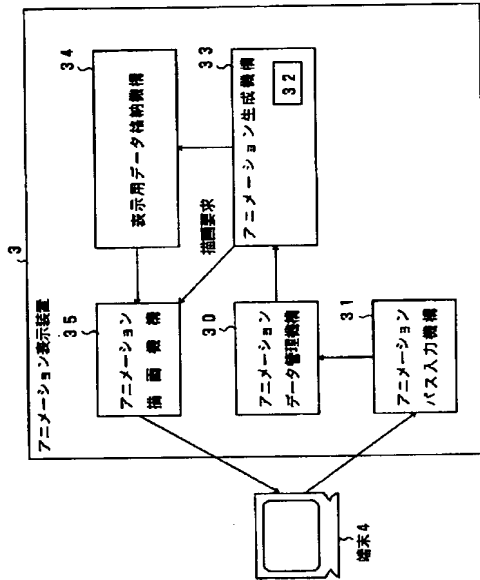 アニメーション表示装置
3
35
アニメーション
描画機構
34
表示用データ格納機構
描画要求
30
アニメーション
データ管理機構
33
アニメーション生成機構
32
31
アニメーション
パス入力機構
端末4